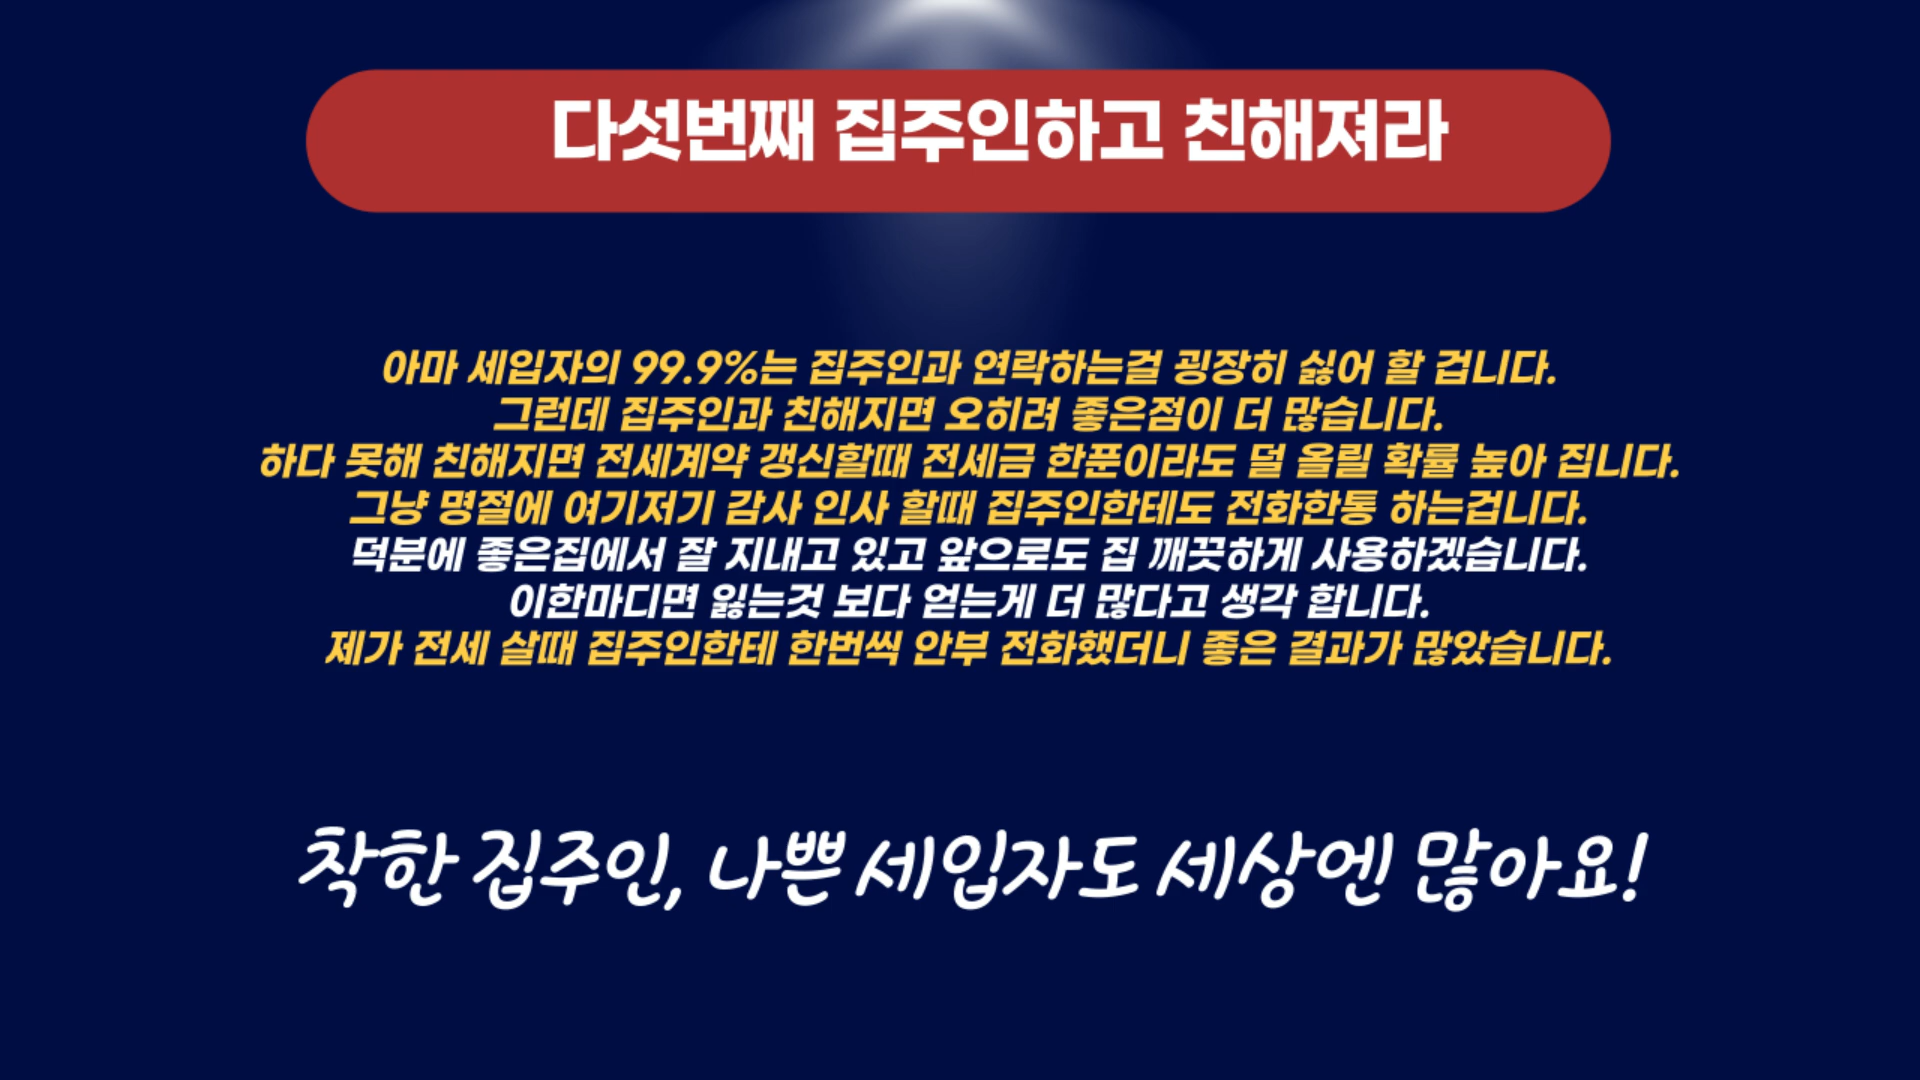 다섯번째 집주인하고 친해져라
아마 세입자의 99.9%는 집주인과 연락하는걸 굉장히 싫어 할 겁니다.
그런데 집주인과 친해지면 오히려 좋은점이 더 많습니다.
하다 못해 친해지면 전세계약 갱신할때 전세금 한푼이라도 덜 올릴 확률 높아 집니다.
그냥 명절에 여기저기 감사 인사 할때 집주인한테도 전화한통 하는겁니다.
덕분에 좋은집에서 잘 지내고 있고 앞으로도 집 깨끗하게 사용하겠습니다.
이한마디면 잃는것 보다 얻는게 더 많다고 생각 합니다.
제가 전세 살때 집주인한테 한번씩 안부 전화했더니 좋은 결과가 많았습니다.
착한 집주인, 나쁜 세입자도 세상엔 많아요!